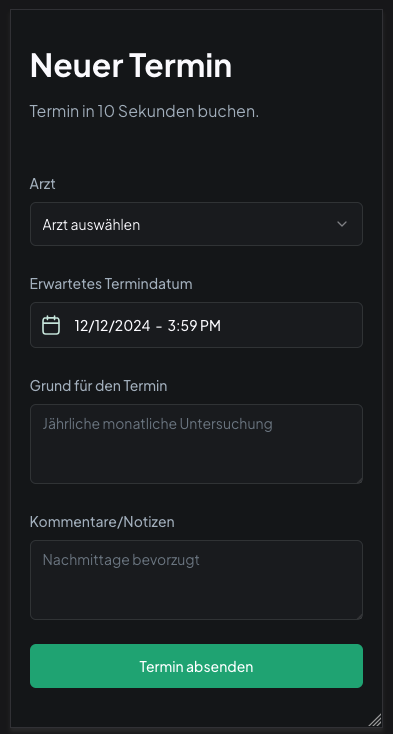 Neuer Termin
Termin in 10 Sekunden buchen.
Arzt
Arzt auswählen
Erwartetes Termindatum
12/12/2024 - 3:59 PM
Grund für den Termin
Jährliche monatliche Untersuchung
Kommentare/Notizen
Nachmittage bevorzugt
Termin absenden